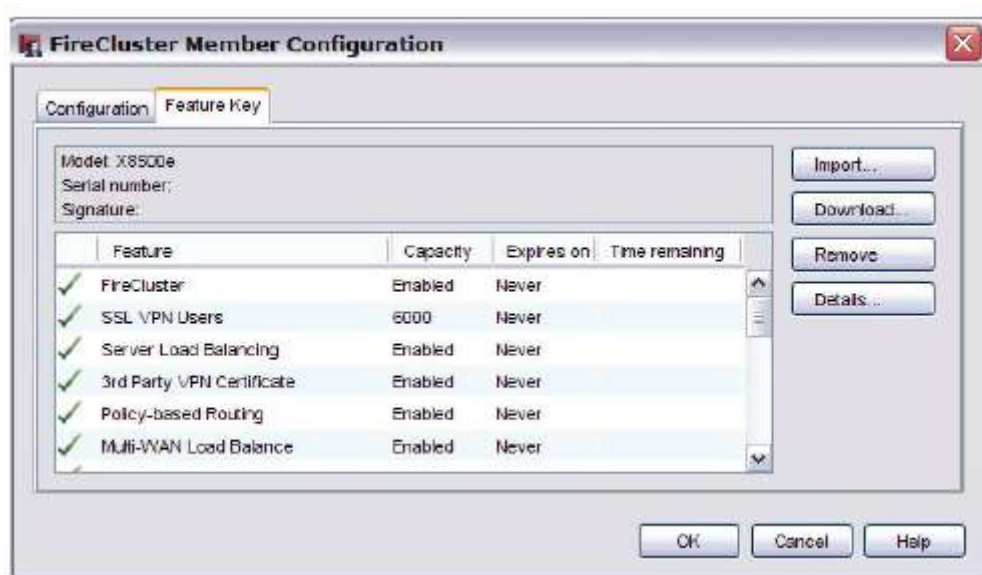 FireCluster Member Configuration
Configuration Feature Key
Model: X8500e
Serial number:
Signature:
Import...
Download...
Remove
Details...
Feature Capacity Expires on Time remaining
FireCluster Enabled Never
SSL VPN Users 6000 Never
Server Load Balancing Enabled Never
3rd Party VPN Certificate Enabled Never
Policy-based Routing Enabled Never
Multi-WAN Load Balance Enabled Never
OK Cancel Help